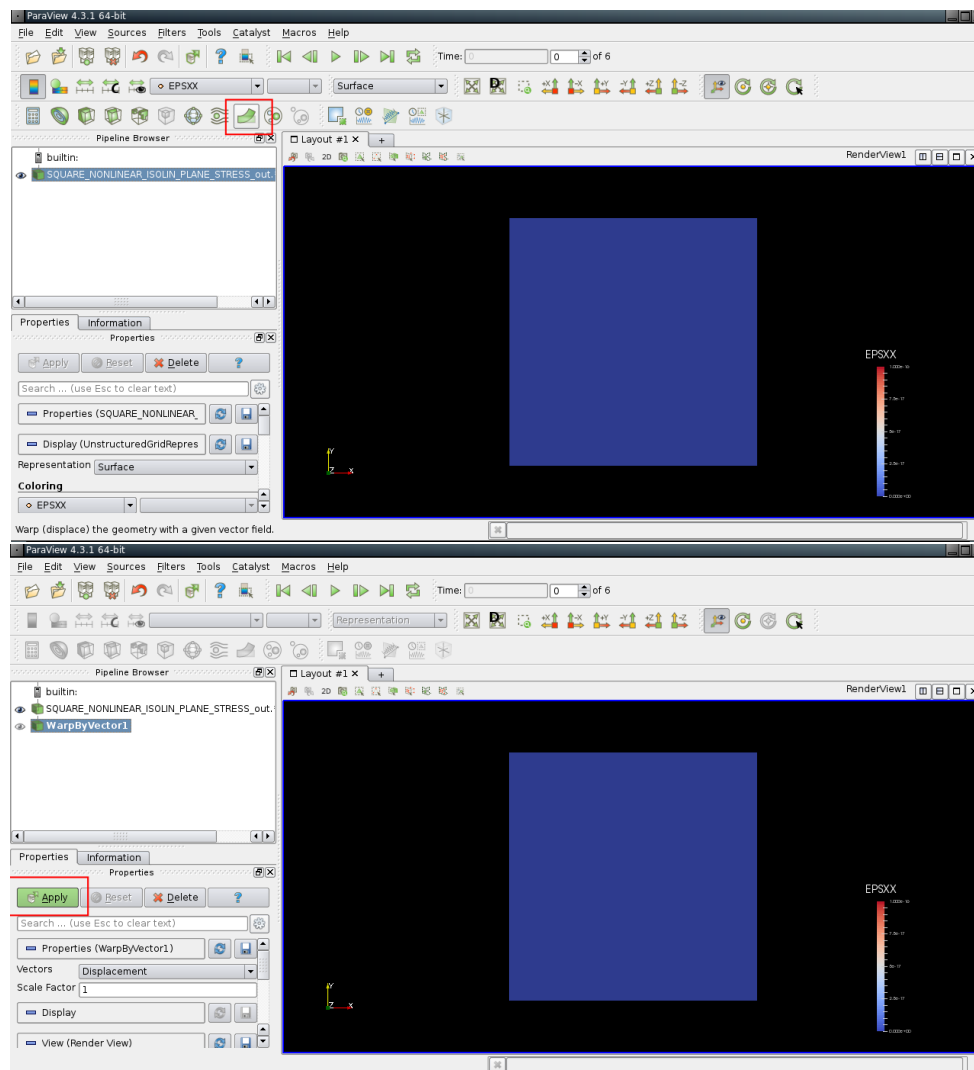 ParaView 4.3.1 64-bit
File Edit View Sources Filters Tools Catalyst Macros Help
Time: 0 0 of 6
EPSXX Surface
Pipeline Browser
Layout #1 × +
2D RenderView1
builtin:
SQUARE_NONLINEAR_ISOLIN_PLANE_STRESS_out.
Properties Information
Properties
Apply Reset Delete ?
Search ... (use Esc to clear text)
Properties (SQUARE_NONLINEAR_
Display (UnstructuredGridRepres
Representation Surface
Coloring
EPSXX
EPSXX
Y
Z X
Warp (displace) the geometry with a given vector field.
ParaView 4.3.1 64-bit
File Edit View Sources Filters Tools Catalyst Macros Help
Time: 0 0 of 6
Representation
Pipeline Browser
Layout #1 × +
2D RenderView1
builtin:
SQUARE_NONLINEAR_ISOLIN_PLANE_STRESS_out.
WarpByVector1
Properties Information
Properties
Apply Reset Delete ?
Search ... (use Esc to clear text)
Properties (WarpByVector1)
Vectors Displacement
Scale Factor 1
Display
View (Render View)
EPSXX
Y
Z X